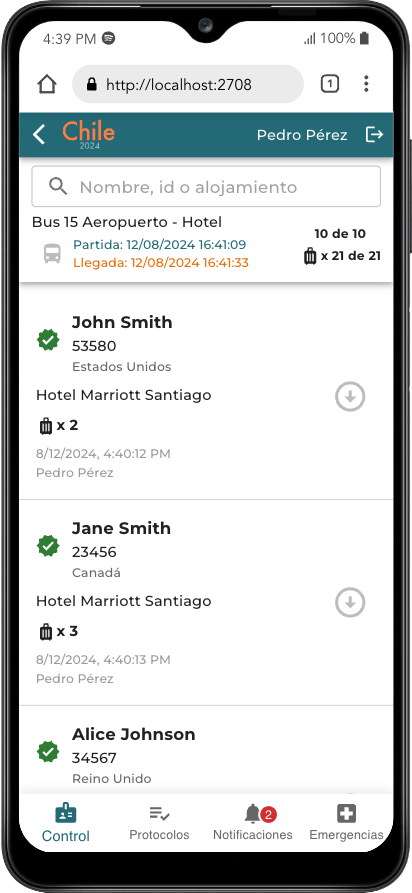 4:39 PM
100%
http://localhost:2708
1
Chile
2024
Pedro Pérez
Nombre, id o alojamiento
Bus 15 Aeropuerto - Hotel
Partida: 12/08/2024 16:41:09
Llegada: 12/08/2024 16:41:33
10 de 10
x 21 de 21
John Smith
53580
Estados Unidos
Hotel Marriott Santiago
x 2
8/12/2024, 4:40:12 PM
Pedro Pérez
Jane Smith
23456
Canadá
Hotel Marriott Santiago
x 3
8/12/2024, 4:40:13 PM
Pedro Pérez
Alice Johnson
34567
Reino Unido
Control
Protocolos
2
Notificaciones
Emergencias